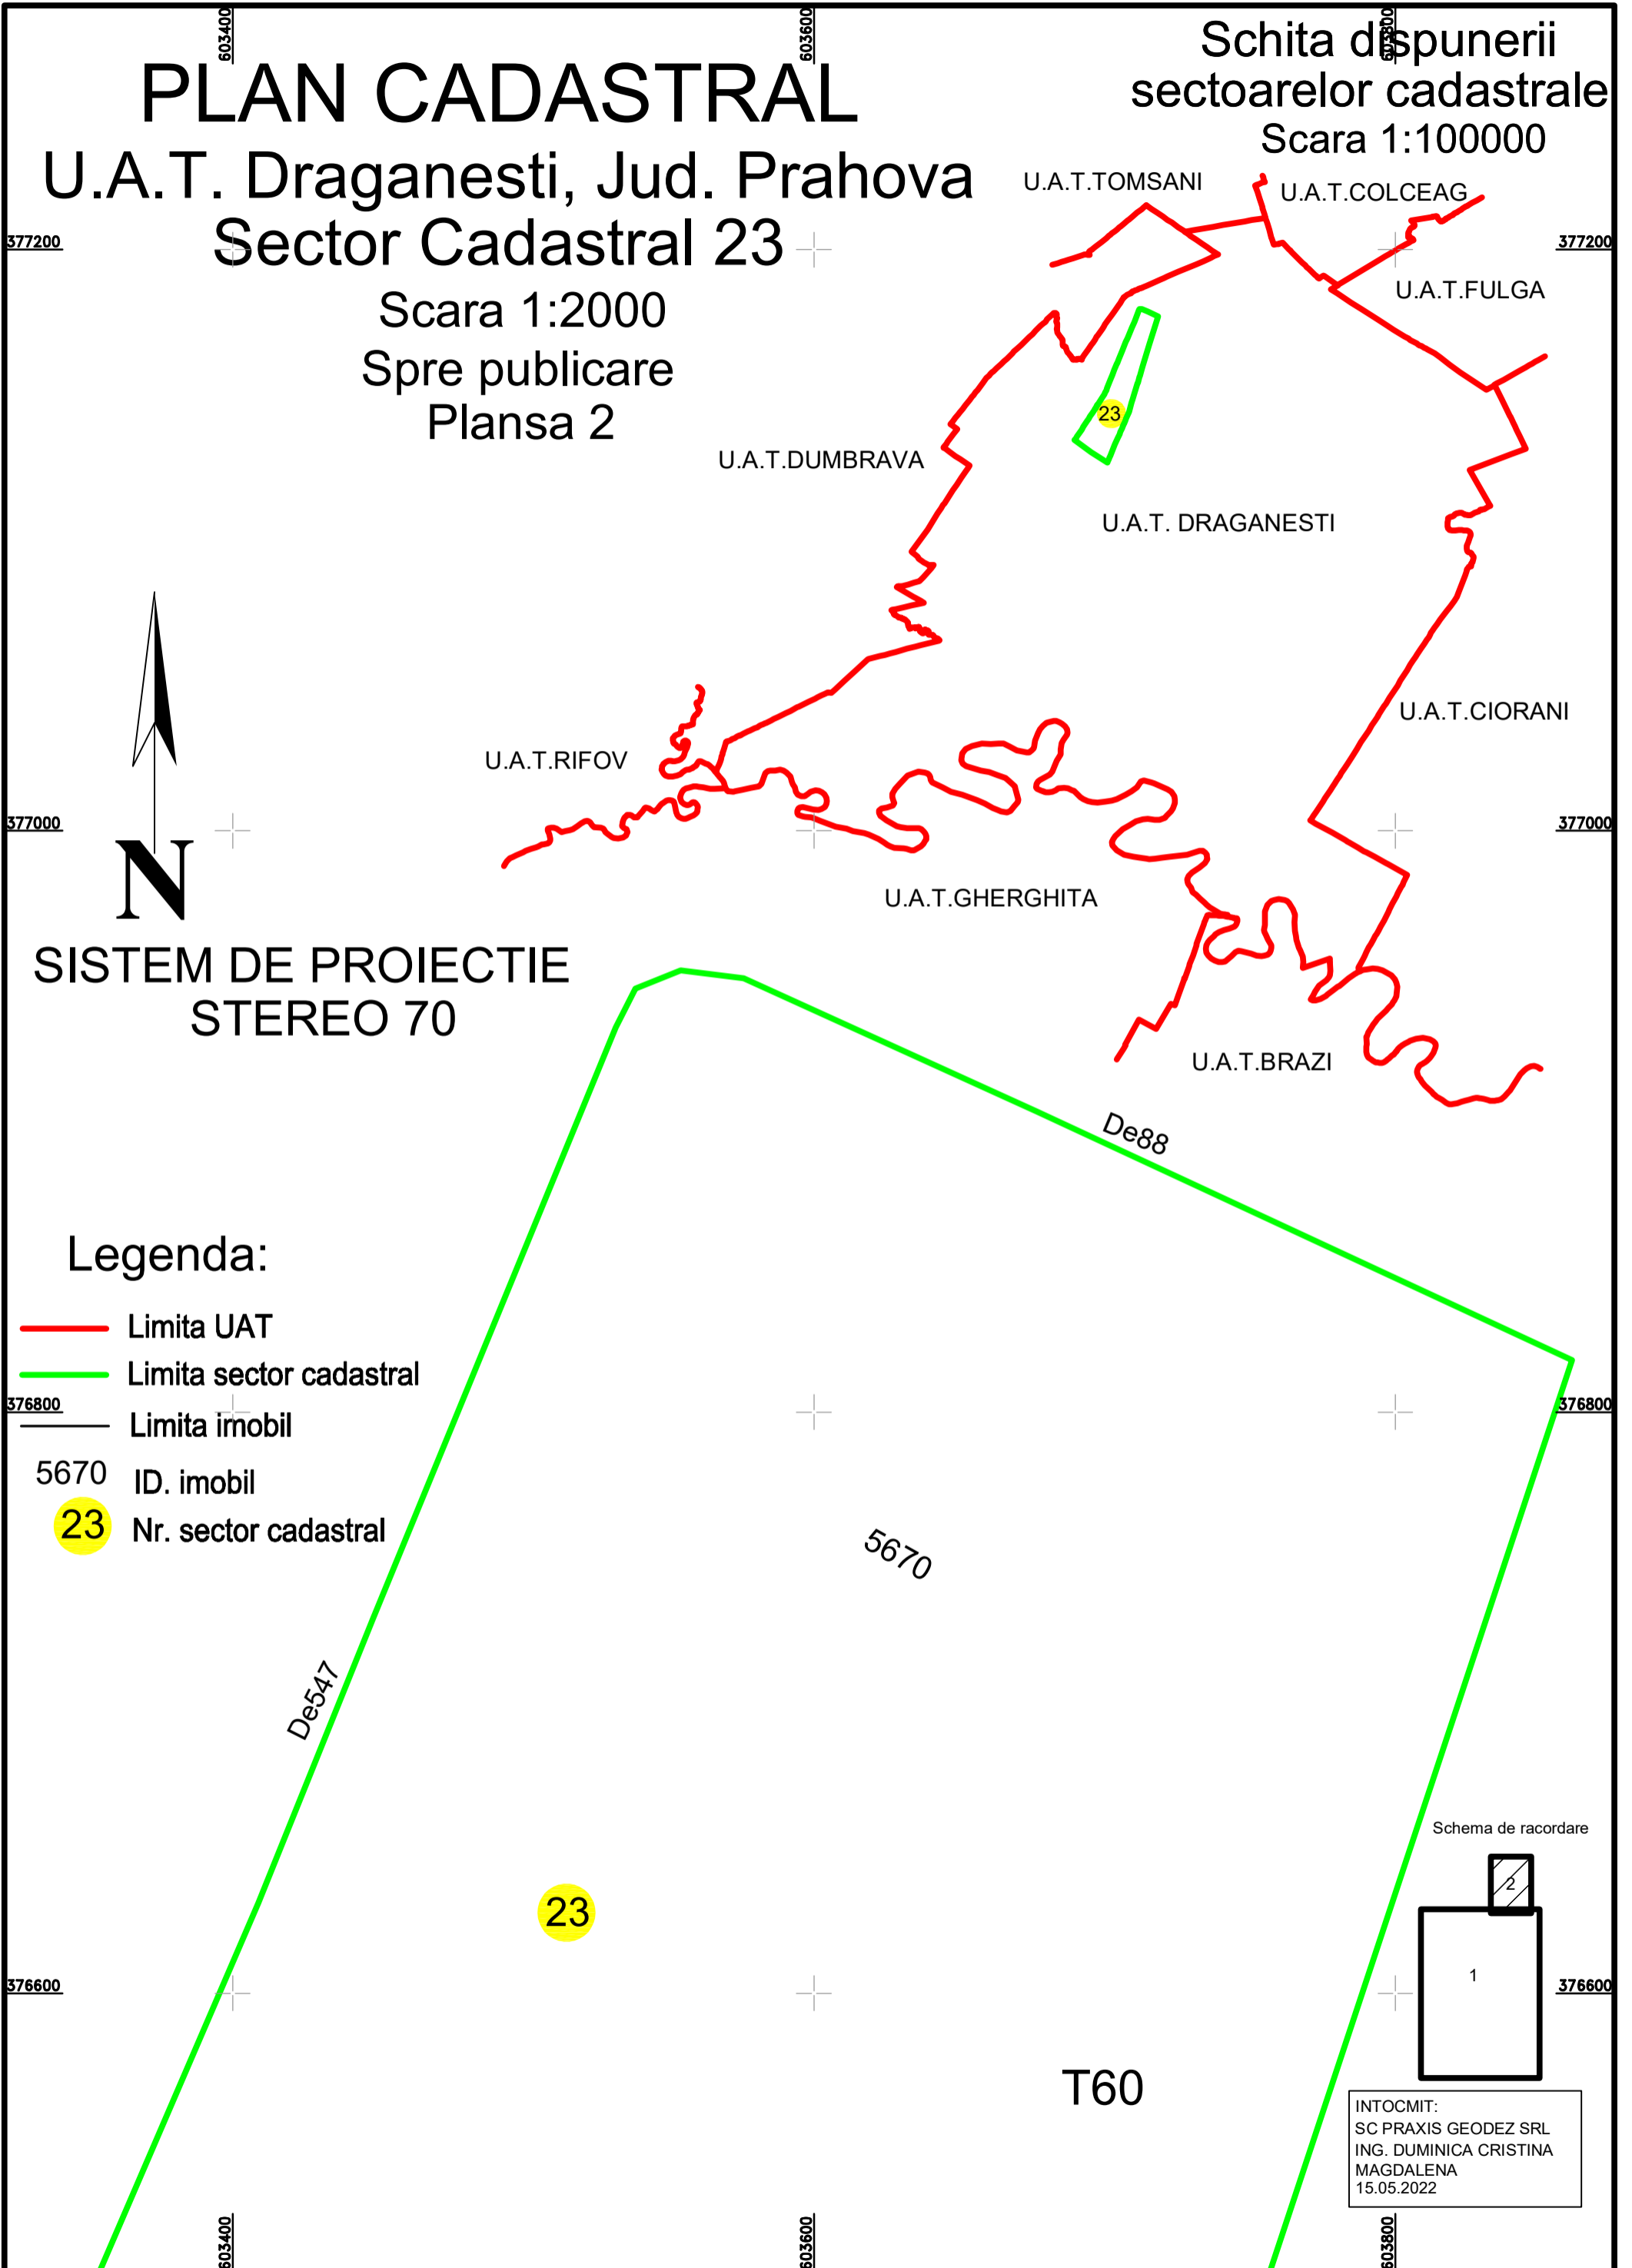 603400
603600
603800
PLAN CADASTRAL
U.A.T. Draganesti, Jud. Prahova
Sector Cadastral 23
Scara 1:2000
Spre publicare
Plansa 2
Schita dispunerii
sectoarelor cadastrale
Scara 1:100000
U.A.T.TOMSANI
U.A.T.COLCEAG
377200
377200
U.A.T.FULGA
23
U.A.T.DUMBRAVA
U.A.T. DRAGANESTI
U.A.T.CIORANI
U.A.T.RIFOV
377000
377000
U.A.T.GHERGHITA
N
SISTEM DE PROIECTIE
STEREO 70
U.A.T.BRAZI
De88
Legenda:
Limita UAT
Limita sector cadastral
376800
376800
Limita imobil
5670 ID. imobil
23 Nr. sector cadastral
5670
De547
Schema de racordare
2
1
23
376600
376600
T60
INTOCMIT:
SC PRAXIS GEODEZ SRL
ING. DUMINICA CRISTINA
MAGDALENA
15.05.2022
603400
603600
603800